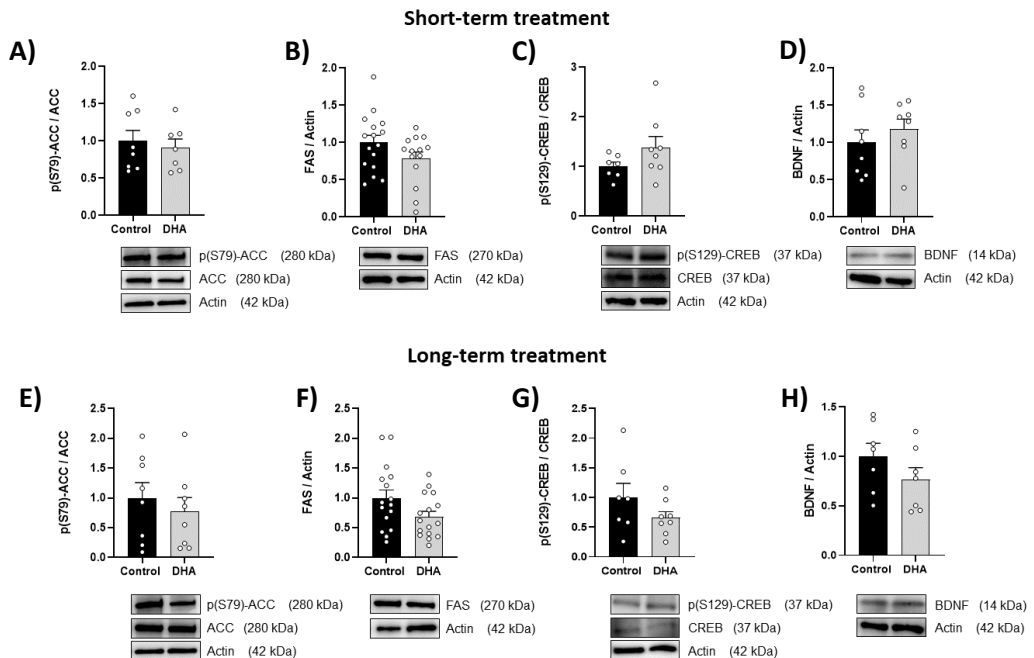 Short-term treatment
A)
p(S79)-ACC / ACC
2.0
1.5
1.0
0.5
0.0
Control DHA
p(S79)-ACC (280 kDa)
ACC (280 kDa)
Actin (42 kDa)
B)
FAS / Actin
2.0
1.5
1.0
0.5
0.0
Control DHA
FAS (270 kDa)
Actin (42 kDa)
C)
p(S129)-CREB / CREB
3
2
1
0
Control DHA
p(S129)-CREB (37 kDa)
CREB (37 kDa)
Actin (42 kDa)
D)
BDNF / Actin
2.0
1.5
1.0
0.5
0.0
Control DHA
BDNF (14 kDa)
Actin (42 kDa)
Long-term treatment
E)
p(S79)-ACC / ACC
2.5
2.0
1.5
1.0
0.5
0.0
Control DHA
p(S79)-ACC (280 kDa)
ACC (280 kDa)
Actin (42 kDa)
F)
FAS / Actin
2.5
2.0
1.5
1.0
0.5
0.0
Control DHA
FAS (270 kDa)
Actin (42 kDa)
G)
p(S129)-CREB / CREB
2.5
2.0
1.5
1.0
0.5
0.0
Control DHA
p(S129)-CREB (37 kDa)
CREB (37 kDa)
Actin (42 kDa)
H)
BDNF / Actin
1.5
1.0
0.5
0.0
Control DHA
BDNF (14 kDa)
Actin (42 kDa)